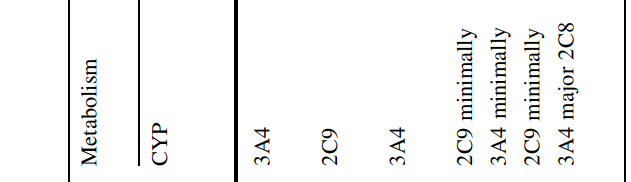 Metabolism
CYP
3A4
2C9
3A4
2C9 minimally
3A4 minimally
2C9 minimally
3A4 major 2C8